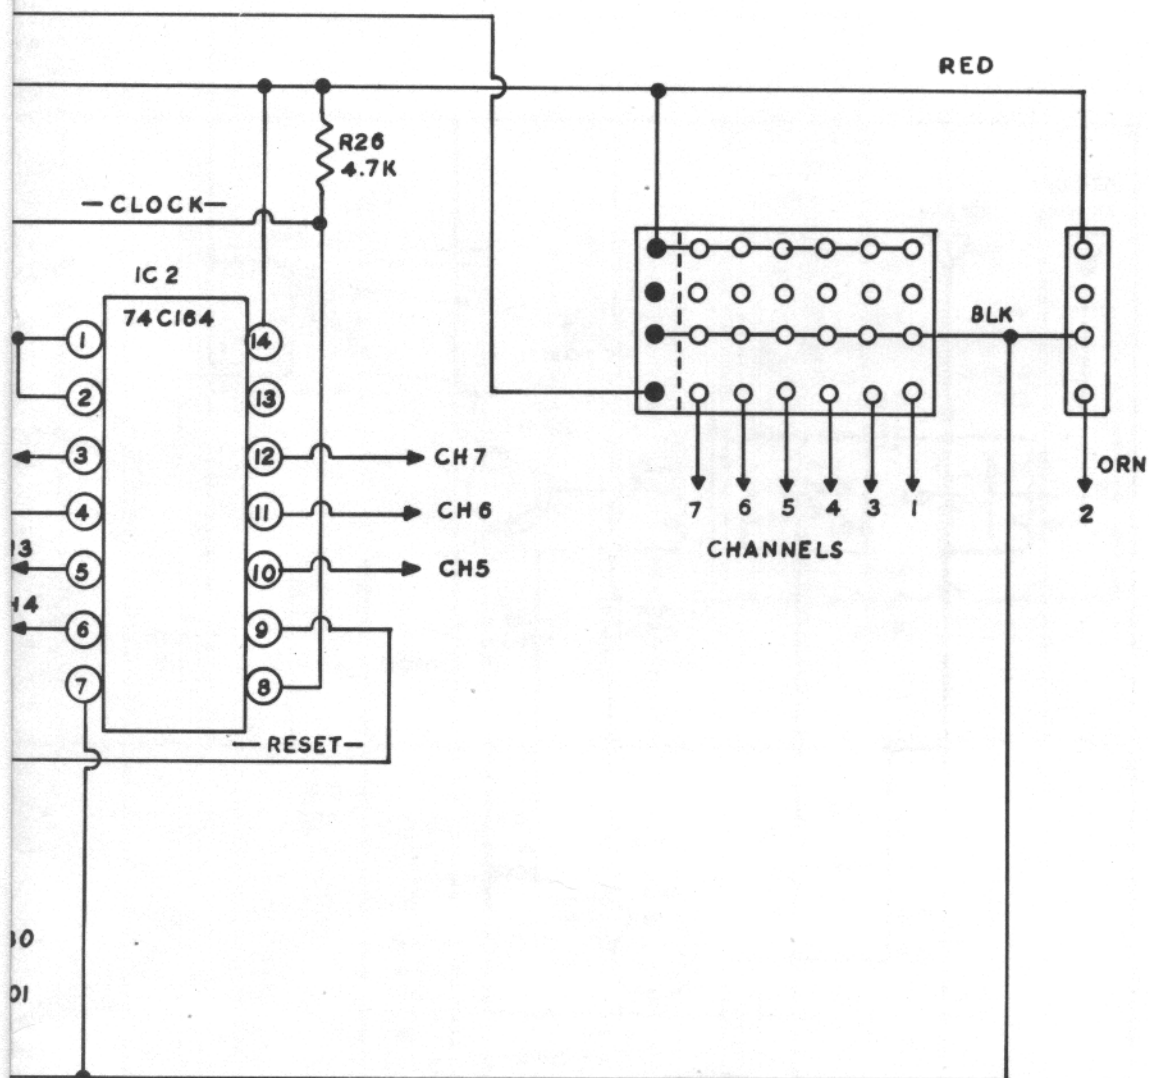 RED
R26
4.7K
— CLOCK —
IC 2
74C164
BLK
1
14
2
13
3
12
CH7
ORN
4
11
CH6
7 6 5 4 3 1
2
CHANNELS
5
10
CH5
H4
6
9
7
8
— RESET —